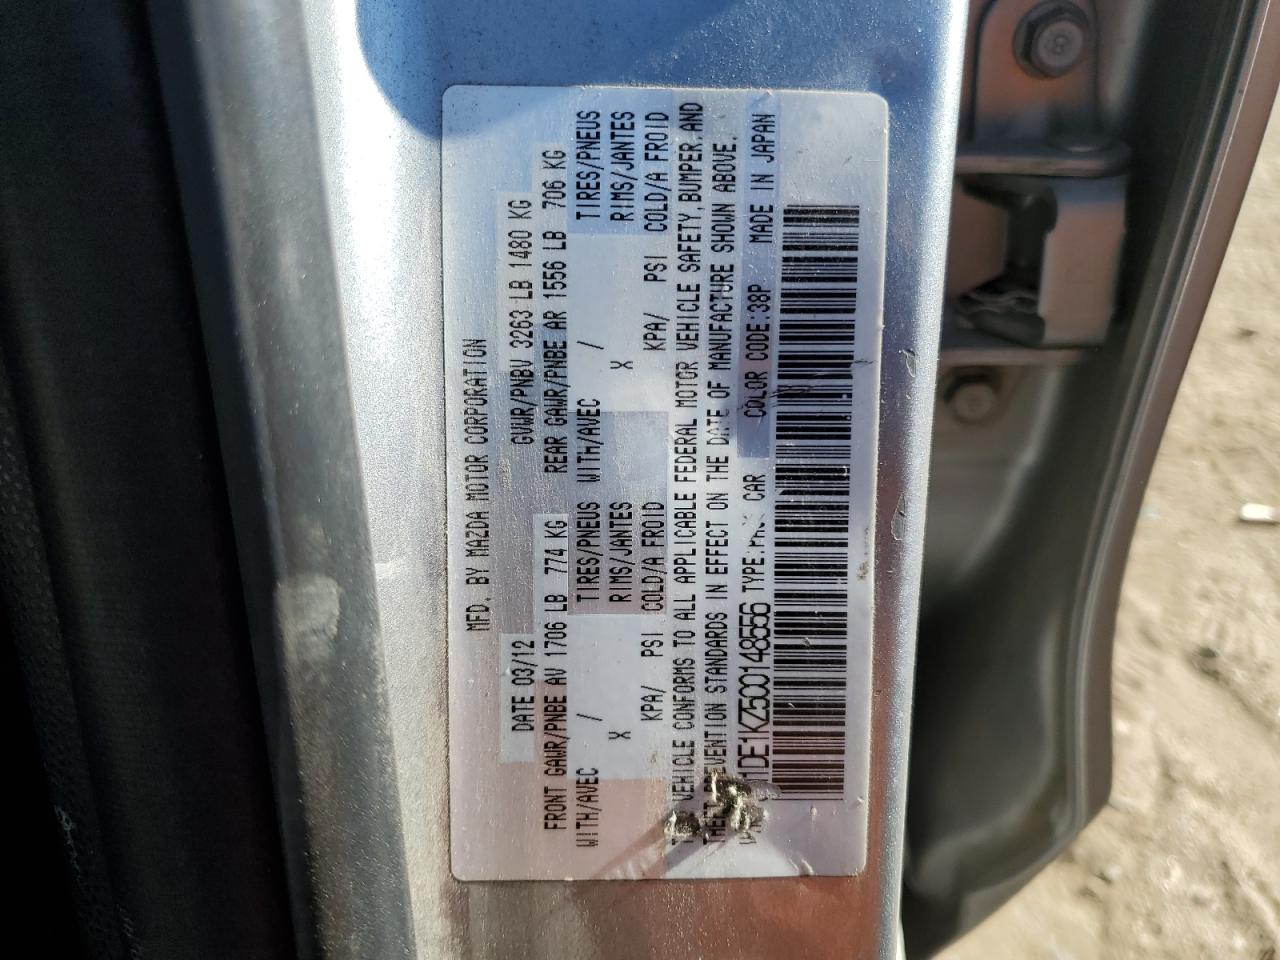 MFD. BY MAZDA MOTOR CORPORATION
DATE 03/12 GVWR/PNBV 3263 LB 1480 KG
FRONT GAWR/PNBE AV 1706 LB 774 KG REAR GAWR/PNBE AR 1556 LB 706 KG
WITH/AVEC / TIRES/PNEUS WITH/AVEC / TIRES/PNEUS
X RIMS/JANTES X RIMS/JANTES
KPA/ PSI COLD/A FROID KPA/ PSI COLD/A FROID
VEHICLE CONFORMS TO ALL APPLICABLE FEDERAL MOTOR VEHICLE SAFETY, BUMPER, AND
THEFT PREVENTION STANDARDS IN EFFECT ON THE DATE OF MANUFACTURE SHOWN ABOVE.
1DE1KZ500148556 TYPE: CAR COLOR CODE:38P MADE IN JAPAN